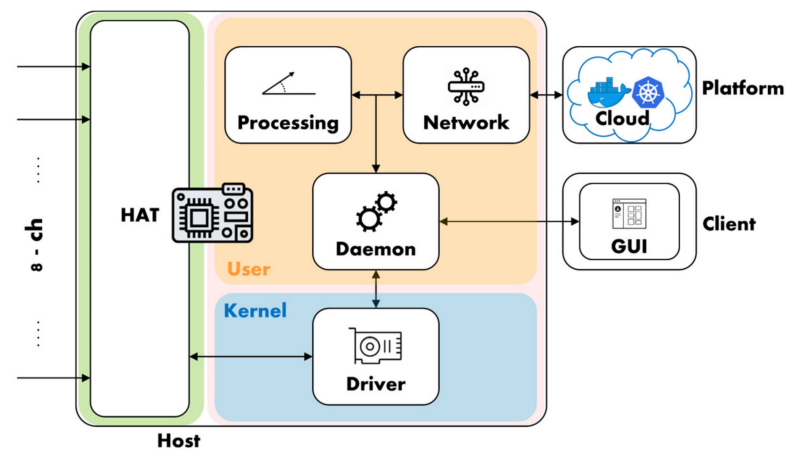 Processing
Network
Cloud
Platform
8 - ch
HAT
Daemon
GUI
Client
User
Kernel
Driver
Host